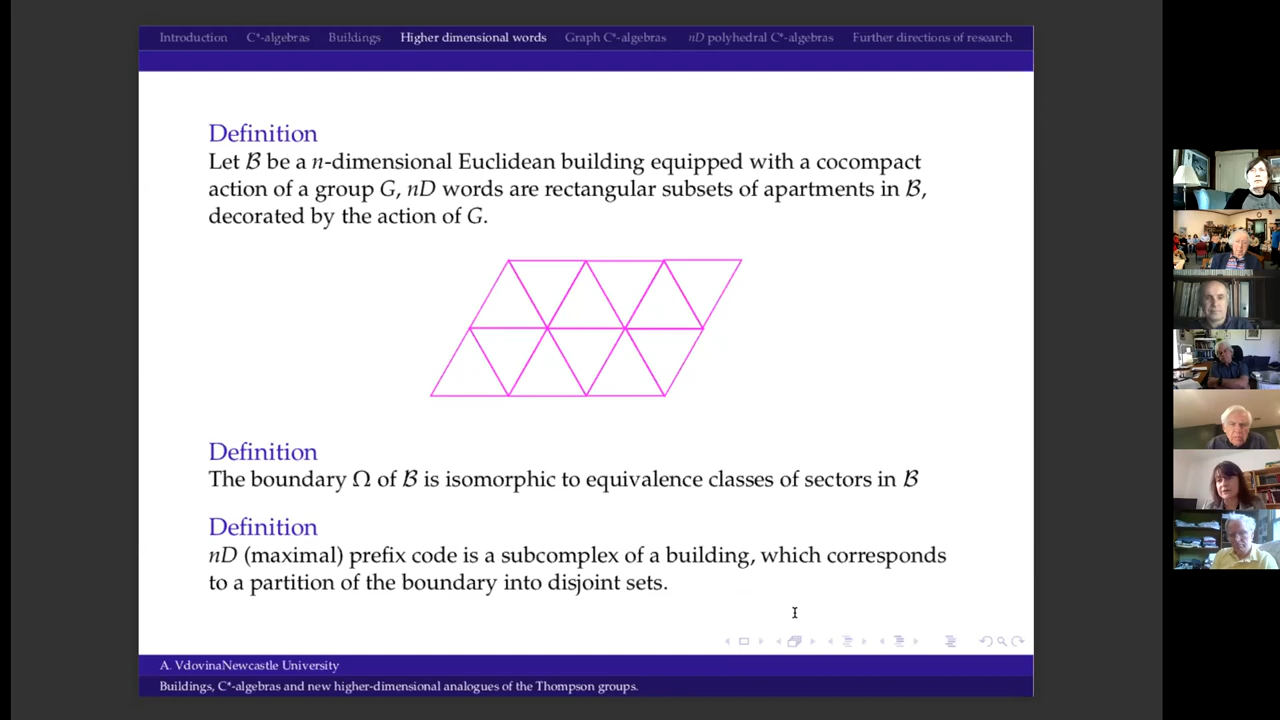 Introduction C*-algebras Buildings Higher dimensional words Graph C*-algebras nD polyhedral C*-algebras Further directions of research
Definition
Let ℬ be a n-dimensional Euclidean building equipped with a cocompact
action of a group G, nD words are rectangular subsets of apartments in ℬ,
decorated by the action of G.
Definition
The boundary Ω of ℬ is isomorphic to equivalence classes of sectors in ℬ
Definition
nD (maximal) prefix code is a subcomplex of a building, which corresponds
to a partition of the boundary into disjoint sets.
A. VdovinaNewcastle University
Buildings, C*-algebras and new higher-dimensional analogues of the Thompson groups.